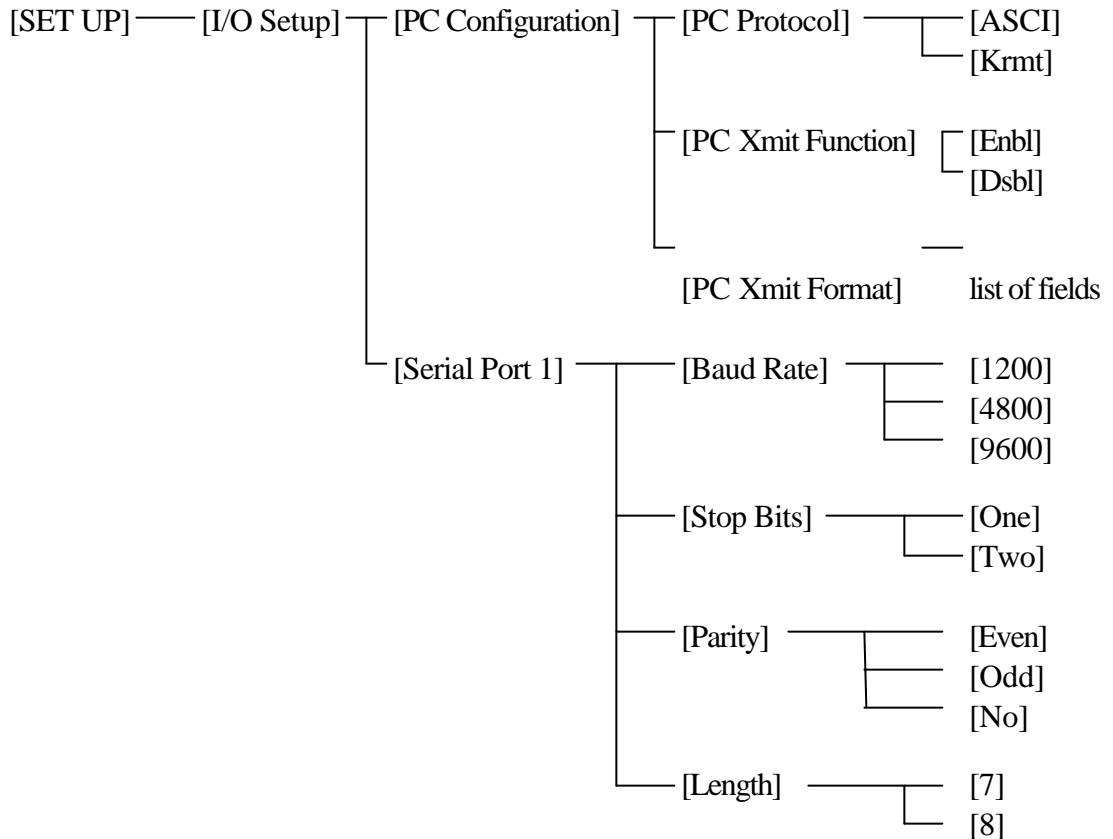 [SET UP] [I/O Setup] [PC Configuration] [PC Protocol] [ASCI]
[Krmt]
[PC Xmit Function] [Enbl]
[Dsbl]
[PC Xmit Format] list of fields
[Serial Port 1] [Baud Rate] [1200]
[4800]
[9600]
[Stop Bits] [One]
[Two]
[Parity] [Even]
[Odd]
[No]
[Length] [7]
[8]